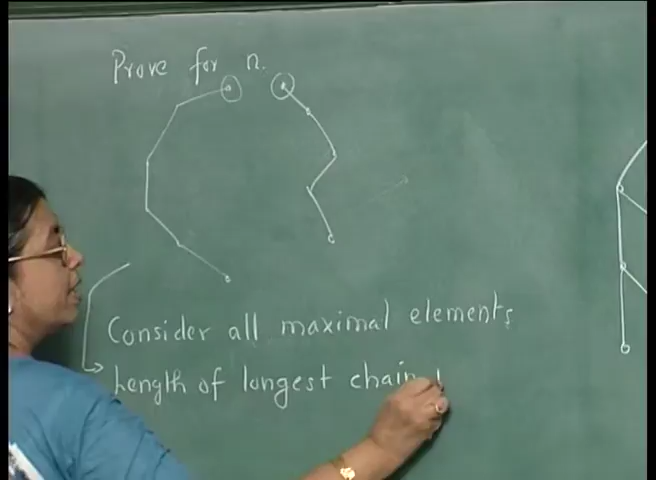 Prove for n.
Consider all maximal elements
Length of longest chain